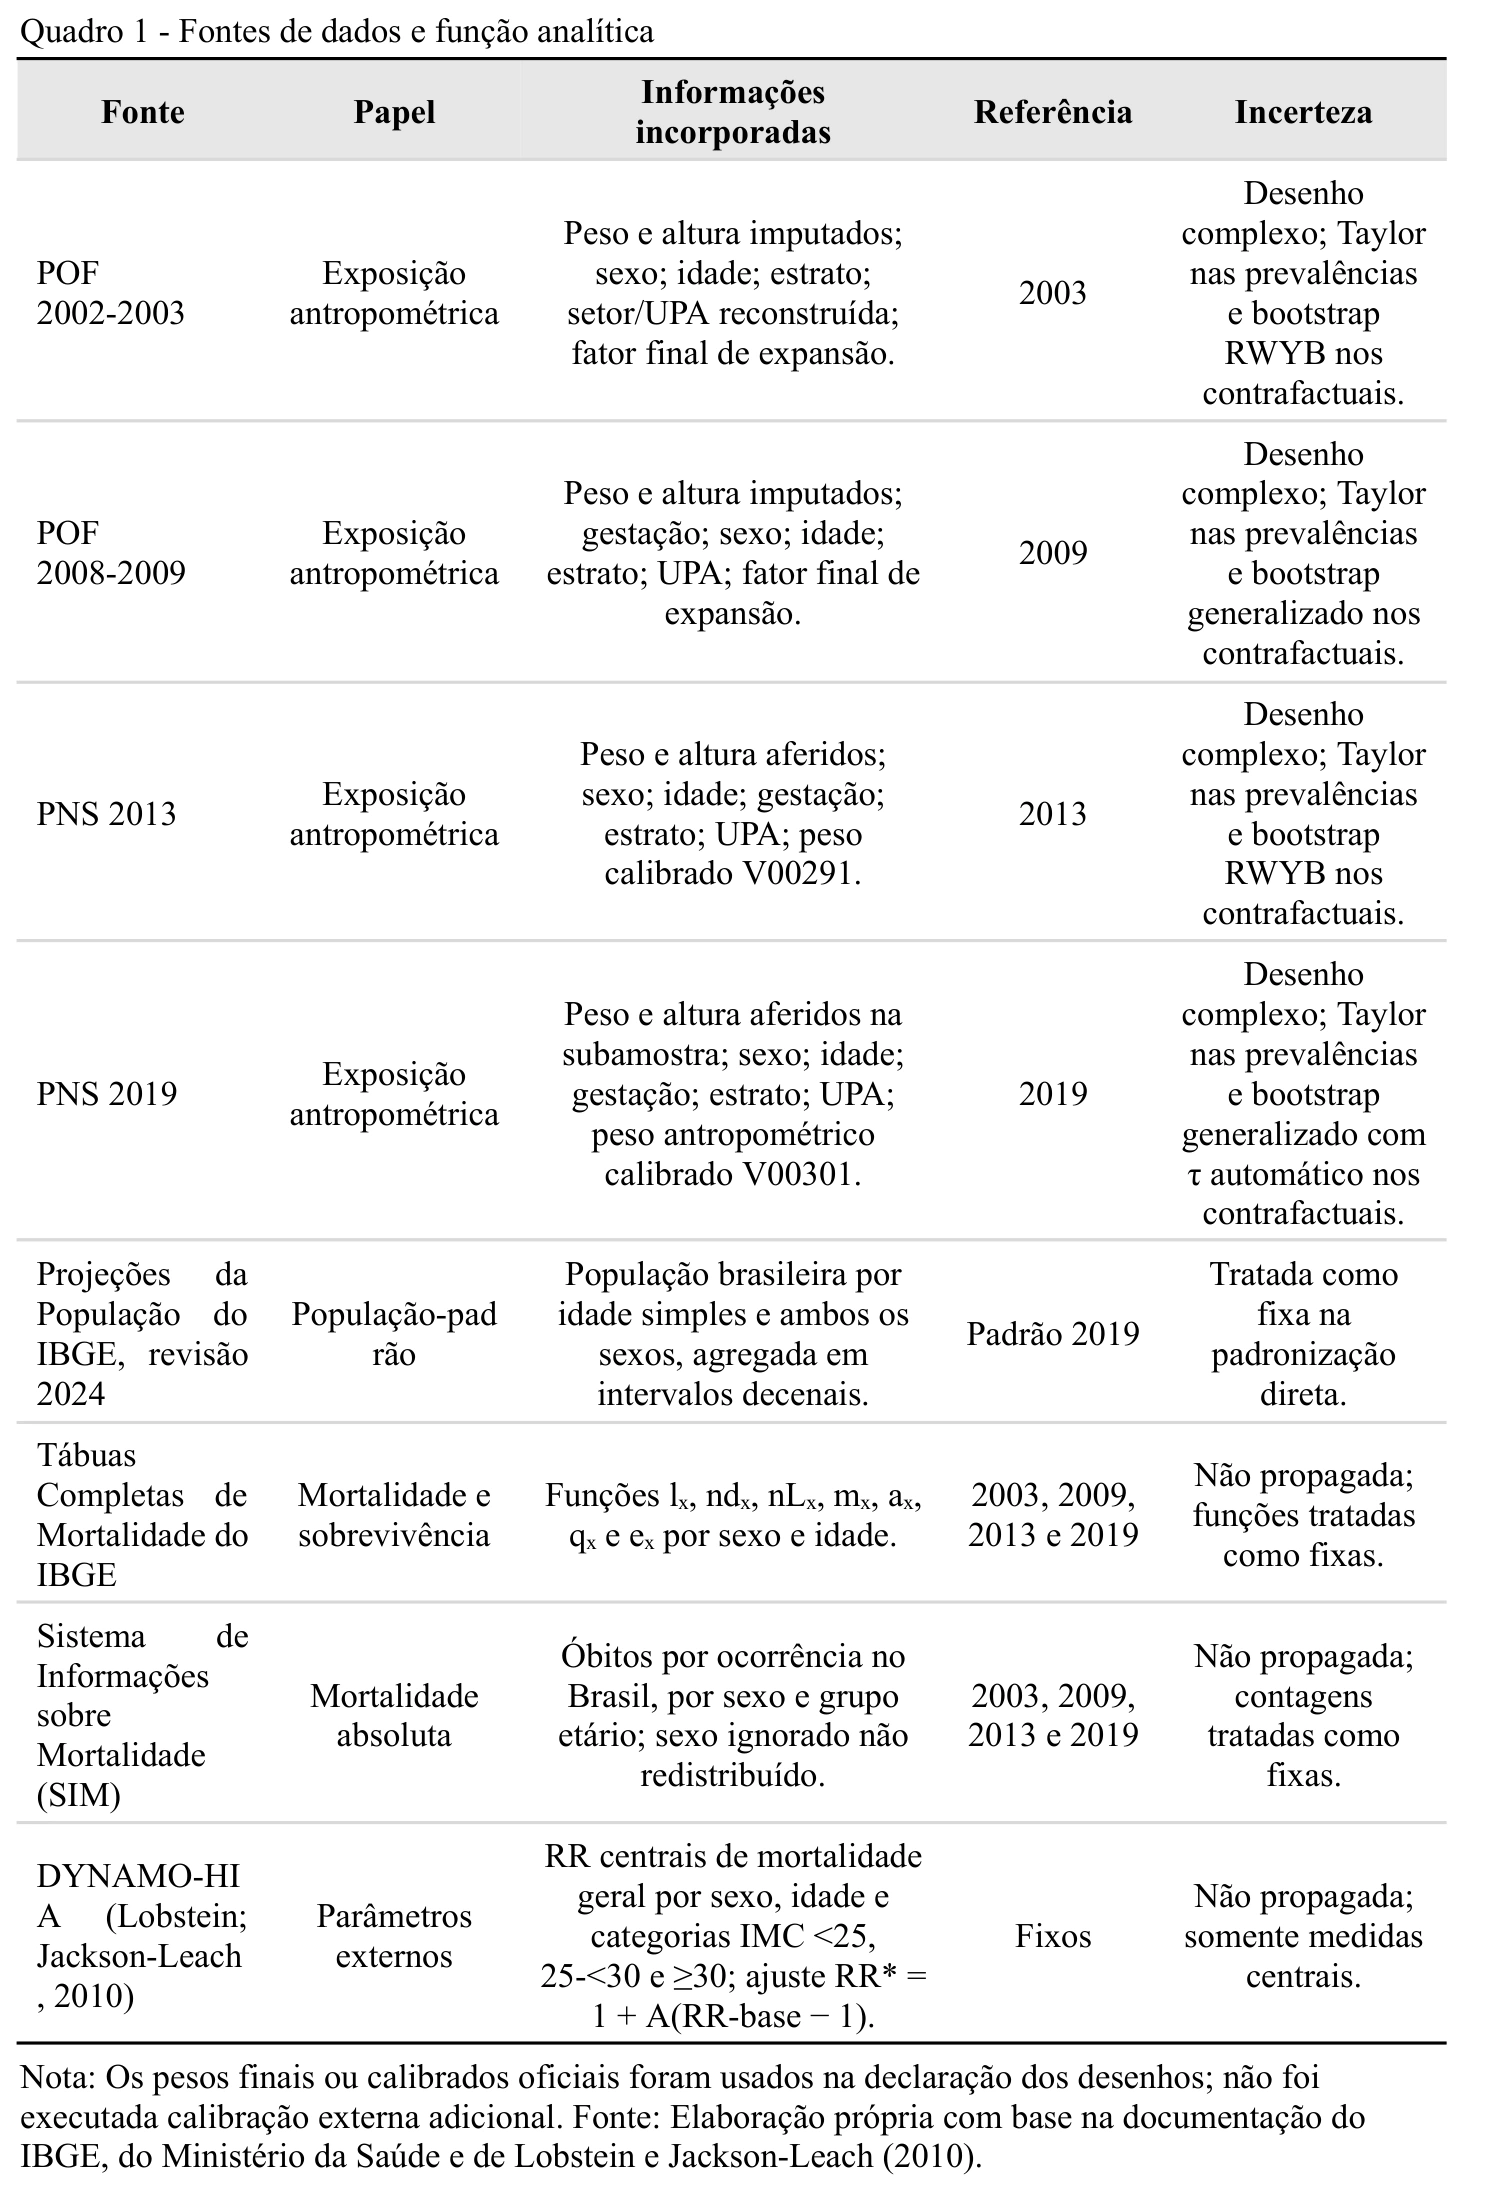 Quadro 1 - Fontes de dados e função analítica
Fonte
Papel
Informações
incorporadas
Referência
Incerteza
POF
2002-2003
Exposição
antropométrica
Peso e altura imputados;
sexo; idade; estrato;
setor/UPA reconstruída;
fator final de expansão.
2003
Desenho
complexo; Taylor
nas prevalências
e bootstrap
RWYB nos
contrafactuais.
POF
2008-2009
Exposição
antropométrica
Peso e altura imputados;
gestação; sexo; idade;
estrato; UPA; fator final de
expansão.
2009
Desenho
complexo; Taylor
nas prevalências
e bootstrap
generalizado nos
contrafactuais.
PNS 2013
Exposição
antropométrica
Peso e altura aferidos;
sexo; idade; gestação;
estrato; UPA; peso
calibrado V00291.
2013
Desenho
complexo; Taylor
nas prevalências
e bootstrap
RWYB nos
contrafactuais.
PNS 2019
Exposição
antropométrica
Peso e altura aferidos na
subamostra; sexo; idade;
gestação; estrato; UPA;
peso antropométrico
calibrado V00301.
2019
Desenho
complexo; Taylor
nas prevalências
e bootstrap
generalizado com
τ automático nos
contrafactuais.
Projeções da
População do
IBGE, revisão
2024
População-pad
rão
População brasileira por
idade simples e ambos os
sexos, agregada em
intervalos decenais.
Padrão 2019
Tratada como
fixa na
padronização
direta.
Tábuas
Completas de
Mortalidade do
IBGE
Mortalidade e
sobrevivência
Funções lₓ, ndₓ, nLₓ, mₓ, aₓ,
qₓ e eₓ por sexo e idade.
2003, 2009,
2013 e 2019
Não propagada;
funções tratadas
como fixas.
Sistema de
Informações
sobre
Mortalidade
(SIM)
Mortalidade
absoluta
Óbitos por ocorrência no
Brasil, por sexo e grupo
etário; sexo ignorado não
redistribuído.
2003, 2009,
2013 e 2019
Não propagada;
contagens
tratadas como
fixas.
DYNAMO-HI
A (Lobstein;
Jackson-Leach
, 2010)
Parâmetros
externos
RR centrais de mortalidade
geral por sexo, idade e
categorias IMC <25,
25-<30 e ≥30; ajuste RR* =
1 + A(RR-base − 1).
Fixos
Não propagada;
somente medidas
centrais.
Nota: Os pesos finais ou calibrados oficiais foram usados na declaração dos desenhos; não foi
executada calibração externa adicional. Fonte: Elaboração própria com base na documentação do
IBGE, do Ministério da Saúde e de Lobstein e Jackson-Leach (2010).